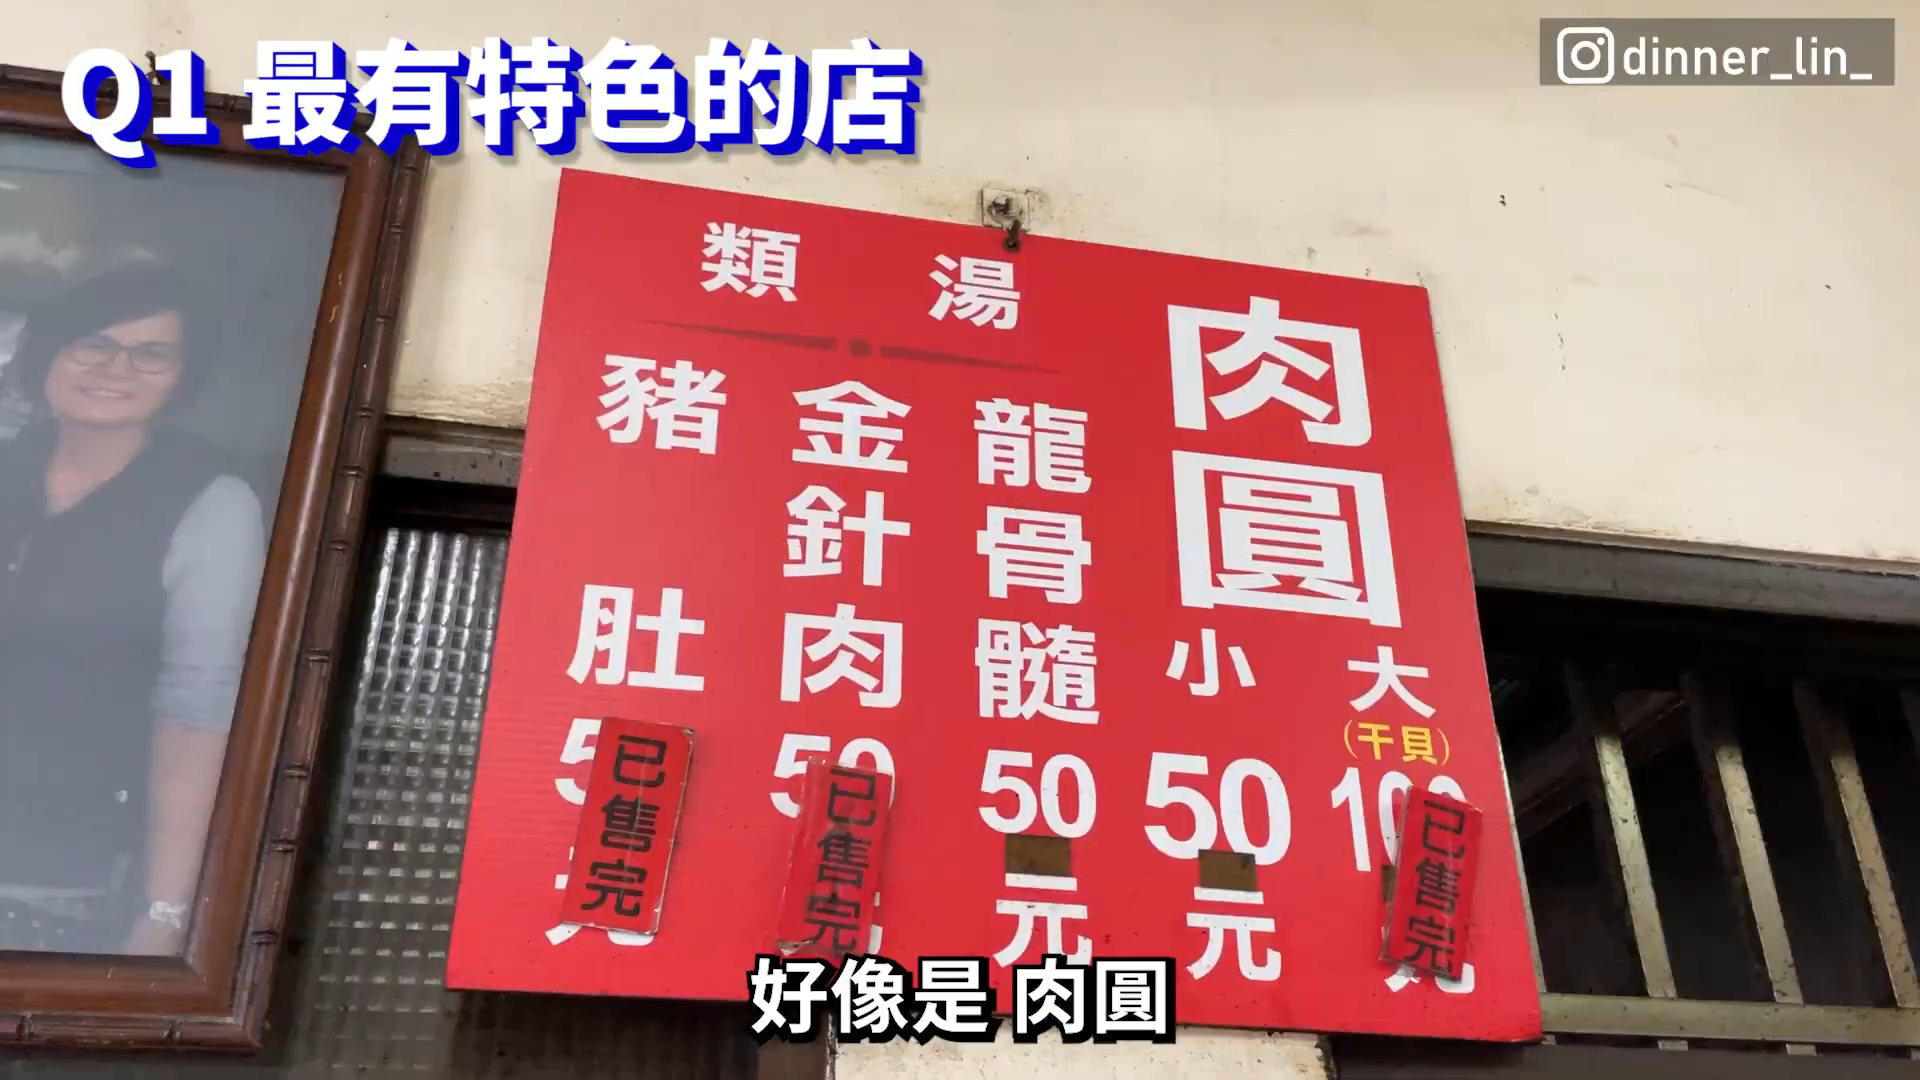 Q1 最有特色的店
dinner_lin_
肉圓
大
(干貝)
100
已售完
小
50元
湯類
龍骨髓
50元
金針肉
50
已售完
豬肚
已售完
好像是 肉圓